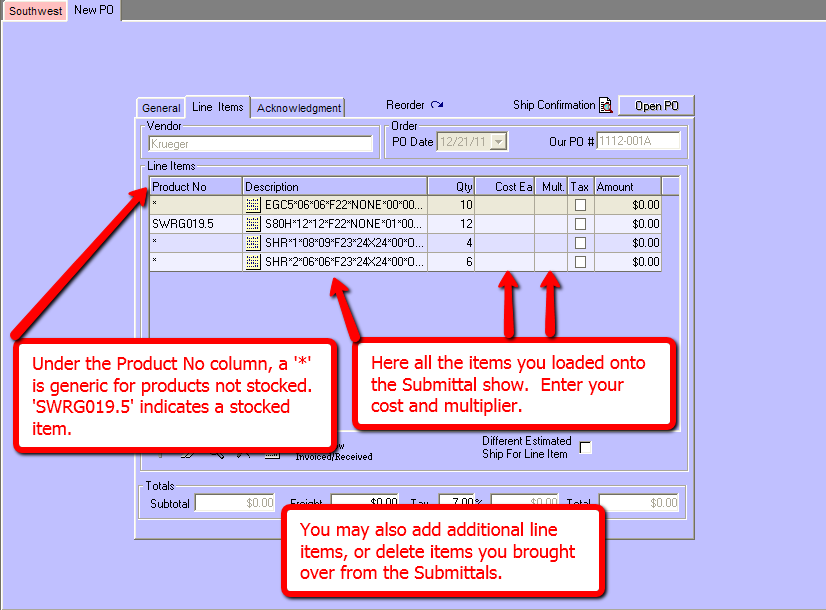 Southwest New PO
General Line Items Acknowledgment Reorder Ship Confirmation Open PO
Vendor
Krueger
Order
PO Date 12/21/11 Our PO # 1112-001A
Line Items
Product No Description Qty Cost Ea Mult. Tax Amount
* EGC5*06*06*F22*NONE*00*00... 10 $0.00
SWRG019.5 S80H*12*12*F22*NONE*01*00... 12 $0.00
* SHR*1*08*09*F23*24X24*00*0... 4 $0.00
* SHR*2*06*06*F23*24X24*00*0... 6 $0.00
Under the Product No column, a '*'
is generic for products not stocked.
'SWRG019.5' indicates a stocked
item.
Here all the items you loaded onto
the Submittal show. Enter your
cost and multiplier.
Invoiced/Received
Different Estimated
Ship For Line Item
Totals
Subtotal $0.00 Freight $0.00 Tax 7.00% $0.00 Total $0.00
You may also add additional line
items, or delete items you brought
over from the Submittals.